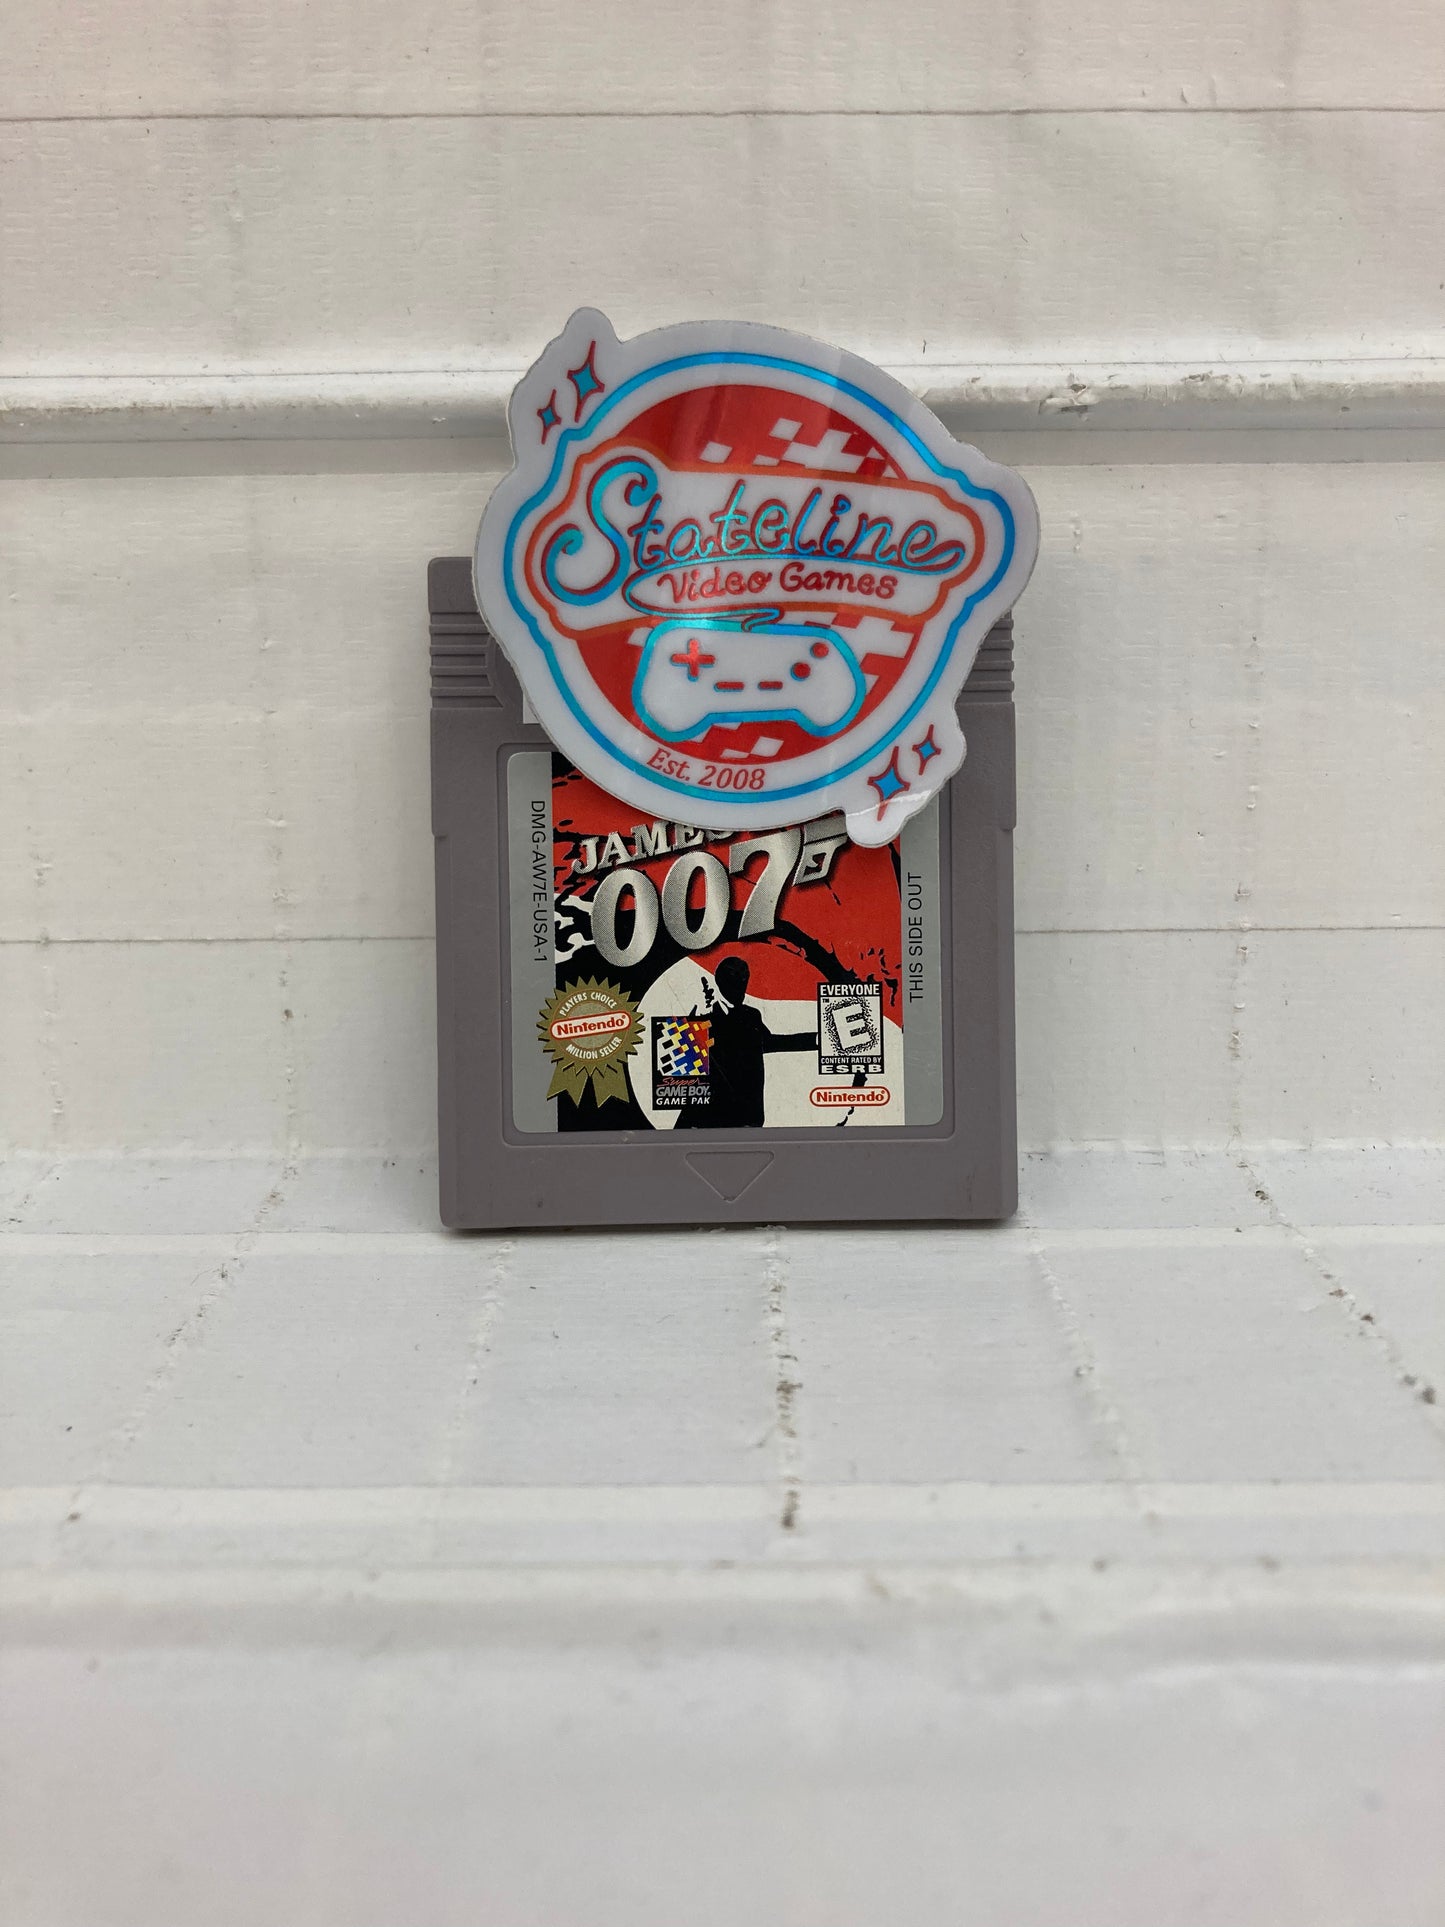 Stateline
Video Games
Est. 2008
JAMES
007
DMG-AW7E-USA-1
THIS SIDE OUT
PLAYERS CHOICE
Nintendo®
MILLION SELLER
Super
GAME BOY.
GAME PAK
EVERYONE
TM
E
CONTENT RATED BY
ESRB
Nintendo®